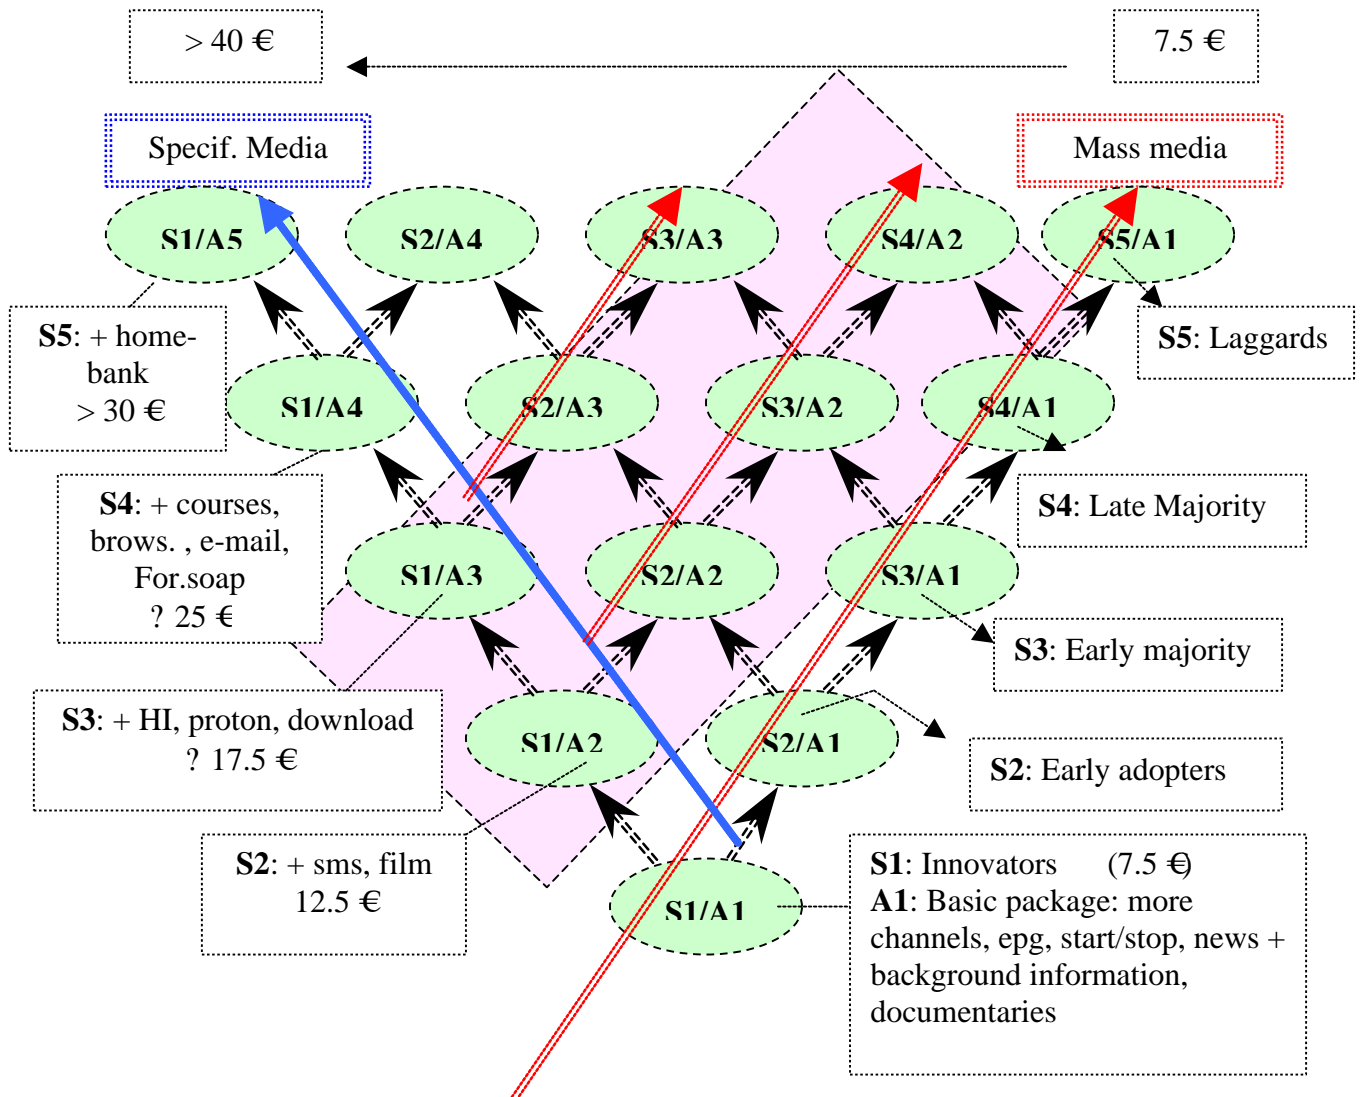 > 40 €
7.5 €
Specif. Media
Mass media
S1/A5
S2/A4
S3/A3
S4/A2
S5/A1
S5: + home-
bank
> 30 €
S5: Laggards
S1/A4
S2/A3
S3/A2
S4/A1
S4: + courses,
brows. , e-mail,
For.soap
? 25 €
S4: Late Majority
S1/A3
S2/A2
S3/A1
S3: Early majority
S3: + HI, proton, download
? 17.5 €
S1/A2
S2/A1
S2: Early adopters
S2: + sms, film
12.5 €
S1/A1
S1: Innovators (7.5 €)
A1: Basic package: more
channels, epg, start/stop, news +
background information,
documentaries